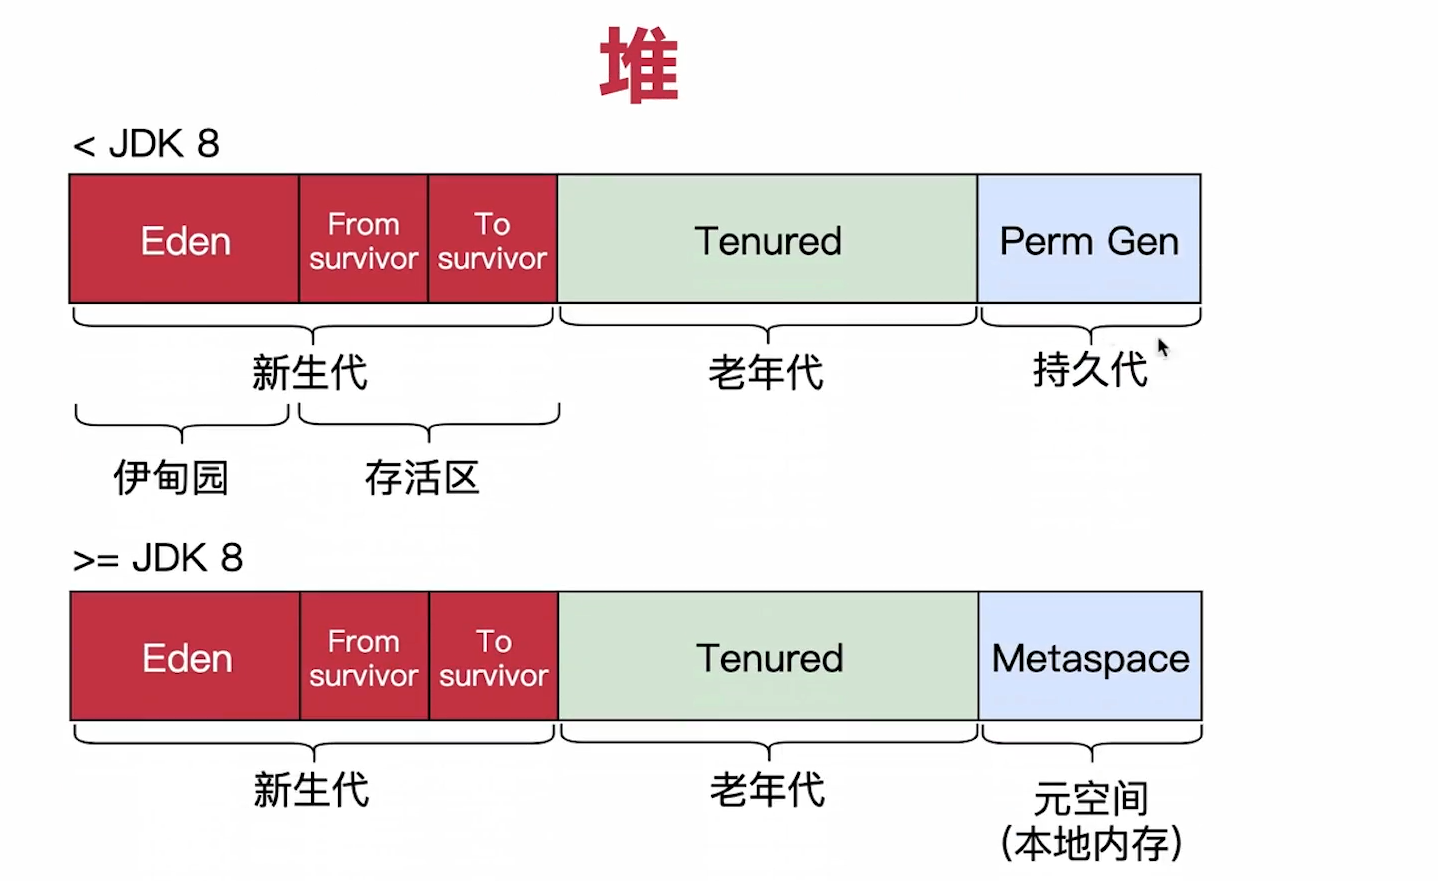 堆
< JDK 8
Eden
From
survivor
To
survivor
Tenured
Perm Gen
新生代
老年代
持久代
伊甸园
存活区
>= JDK 8
Eden
From
survivor
To
survivor
Tenured
Metaspace
新生代
老年代
元空间
(本地内存)